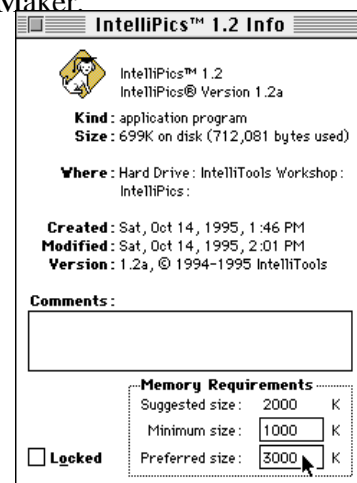 Maker.
IntelliPics™ 1.2 Info
IntelliPics™ 1.2
IntelliPics® Version 1.2a
Kind : application program
Size : 699K on disk (712,081 bytes used)
Where : Hard Drive : IntelliTools Workshop :
IntelliPics :
Created : Sat, Oct 14, 1995, 1:46 PM
Modified : Sat, Oct 14, 1995, 2:01 PM
Version : 1.2a, © 1994-1995 IntelliTools
Comments :
Memory Requirements
Suggested size : 2000 K
Minimum size : 1000 K
Locked Preferred size : 3000 K